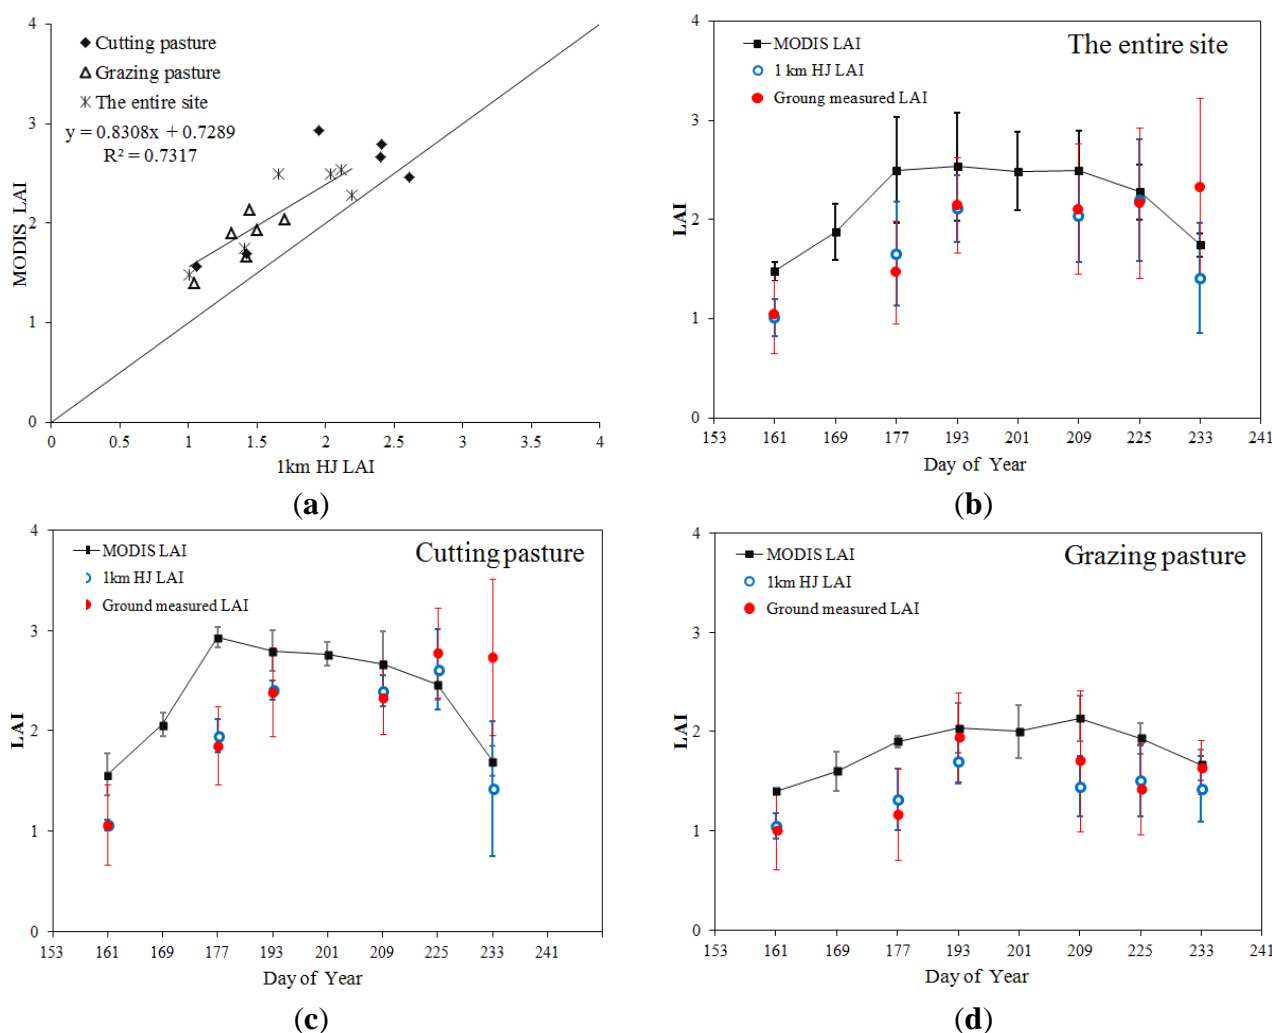 4
3
2
1
0
MODIS LAI
Cutting pasture
Grazing pasture
The entire site
y = 0.8308x + 0.7289
R² = 0.7317
0 0.5 1 1.5 2 2.5 3 3.5 4
1km HJ LAI
(a)
4
3
2
1
0
LAI
The entire site
MODIS LAI
1 km HJ LAI
Groung measured LAI
153 161 169 177 193 201 209 225 233 241
Day of Year
(b)
4
3
2
1
0
LAI
Cutting pasture
MODIS LAI
1km HJ LAI
Ground measured LAI
153 161 169 177 193 201 209 225 233 241
Day of Year
(c)
4
3
2
1
0
LAI
Grazing pasture
MODIS LAI
1km HJ LAI
Ground measured LAI
153 161 169 177 193 201 209 225 233 241
Day of Year
(d)